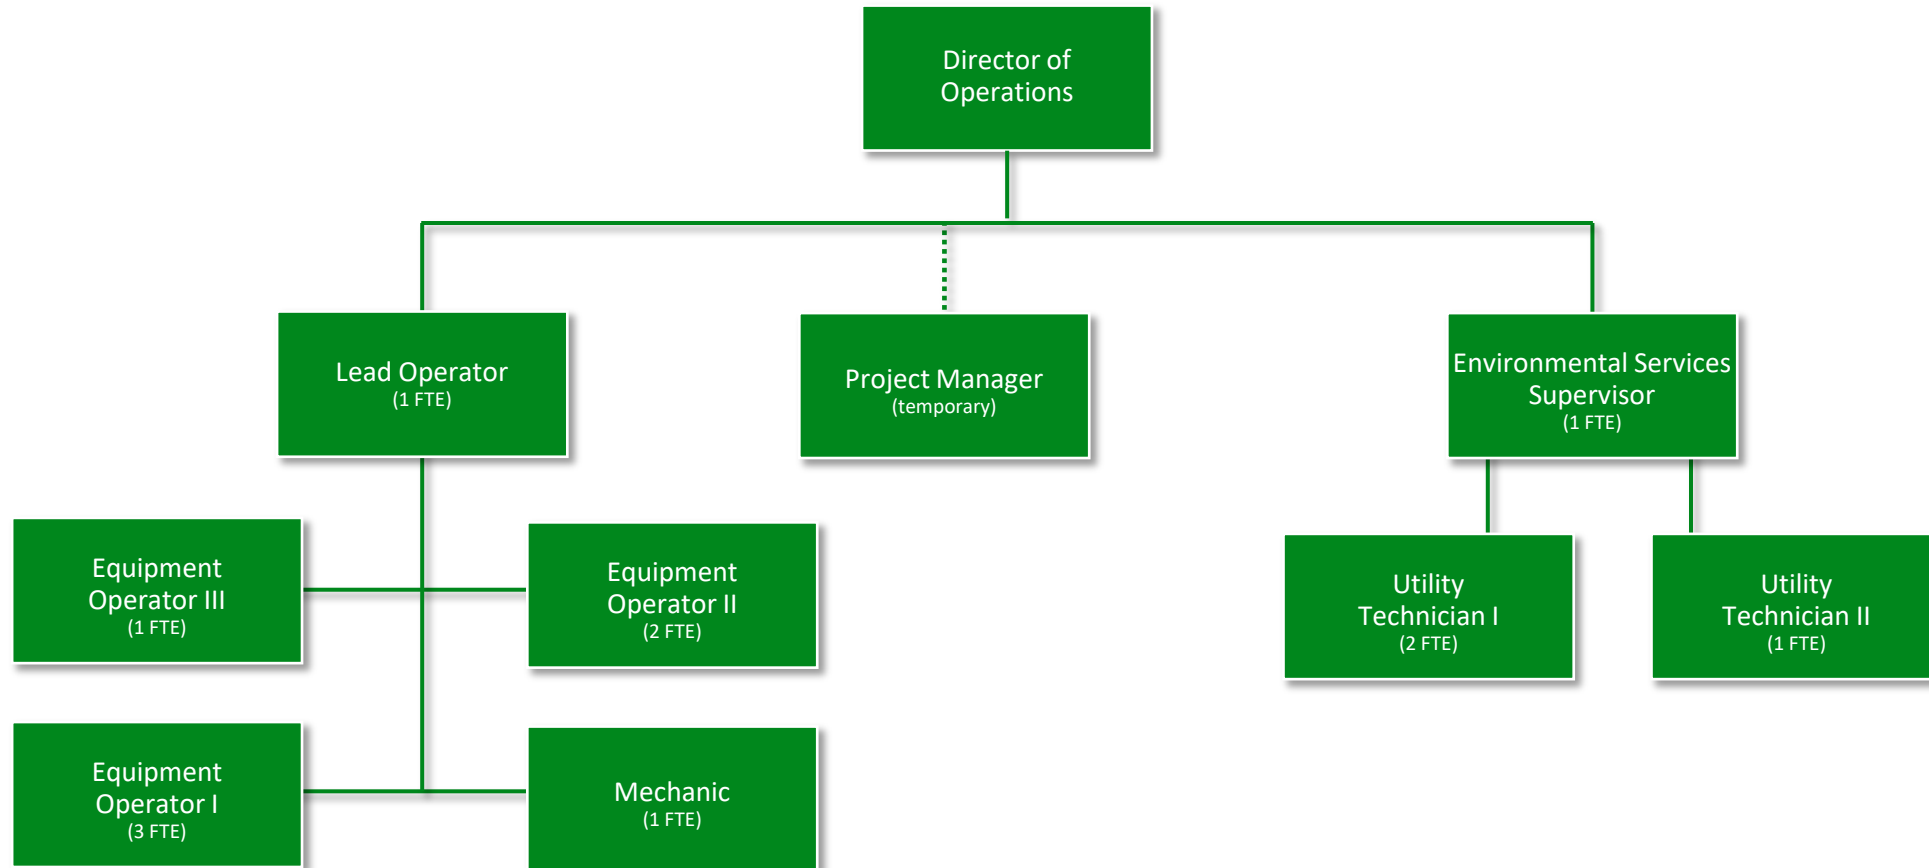 Director of
Operations
Lead Operator
(1 FTE)
Project Manager
(temporary)
Environmental Services
Supervisor
(1 FTE)
Equipment
Operator III
(1 FTE)
Equipment
Operator II
(2 FTE)
Utility
Technician I
(2 FTE)
Utility
Technician II
(1 FTE)
Equipment
Operator I
(3 FTE)
Mechanic
(1 FTE)